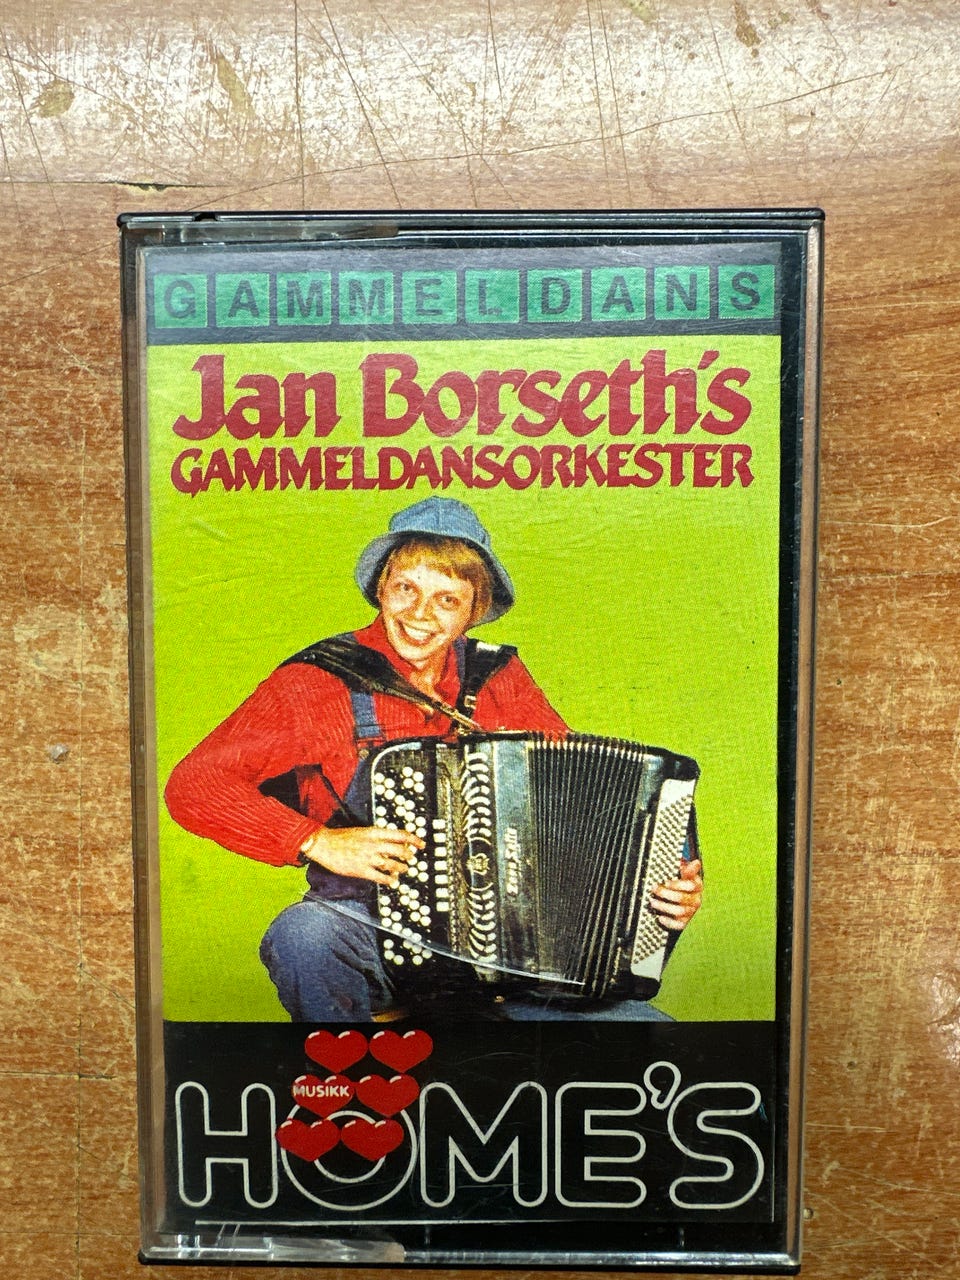 GAMMELDANS
Jan Borseth's
GAMMELDANSORKESTER
MUSIKK
HOME'S